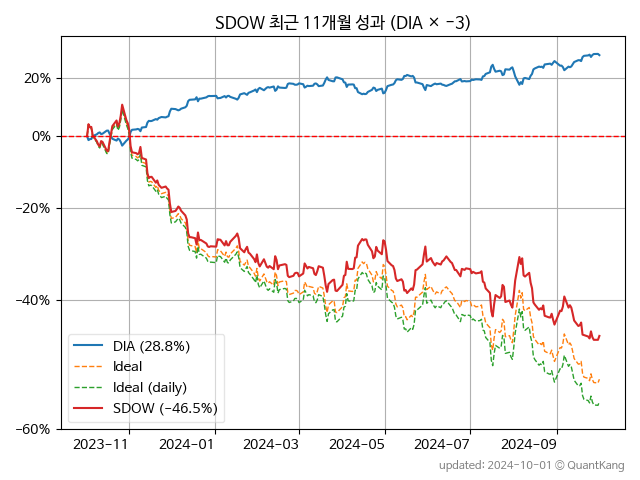 SDOW 최근 11개월 성과 (DIA × −3)
20%
0%
−20%
−40%
−60%
DIA (28.8%)
Ideal
Ideal (daily)
SDOW (−46.5%)
2023-11 2024-01 2024-03 2024-05 2024-07 2024-09
updated: 2024-10-01 © QuantKang